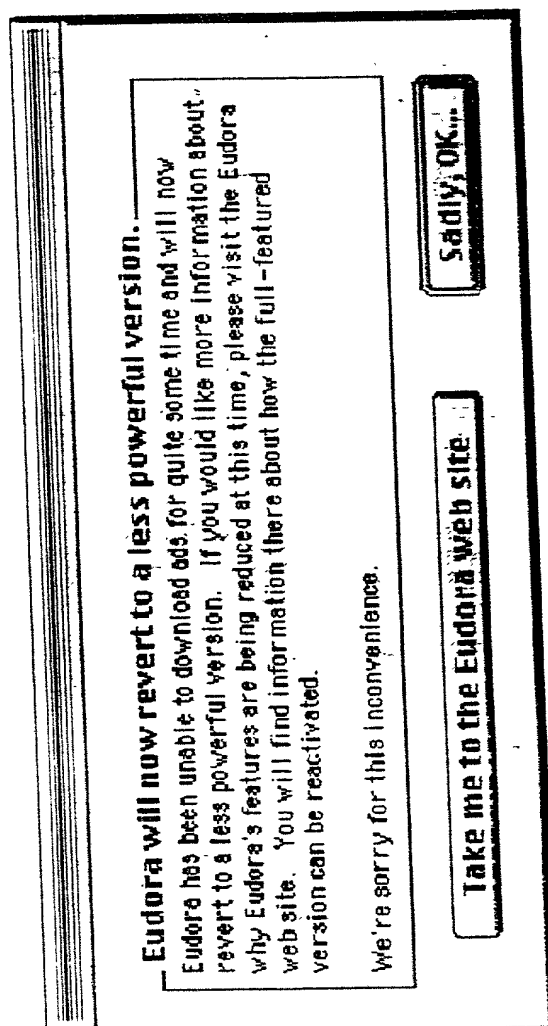 Eudora will now revert to a less powerful version.
Eudora has been unable to download ads for quite some time and will now
revert to a less powerful version. If you would like more information about
why Eudora's features are being reduced at this time, please visit the Eudora
web site. You will find information there about how the full-featured
version can be reactivated.
We're sorry for this inconvenience.
Take me to the Eudora web site
Sadly, OK...